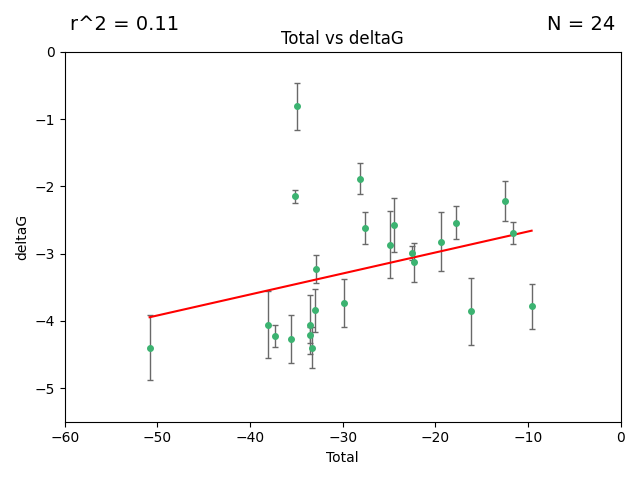 r^2 = 0.11
N = 24
Total vs deltaG
0
−1
−2
−3
−4
−5
deltaG
−60
−50
−40
−30
−20
−10
0
Total